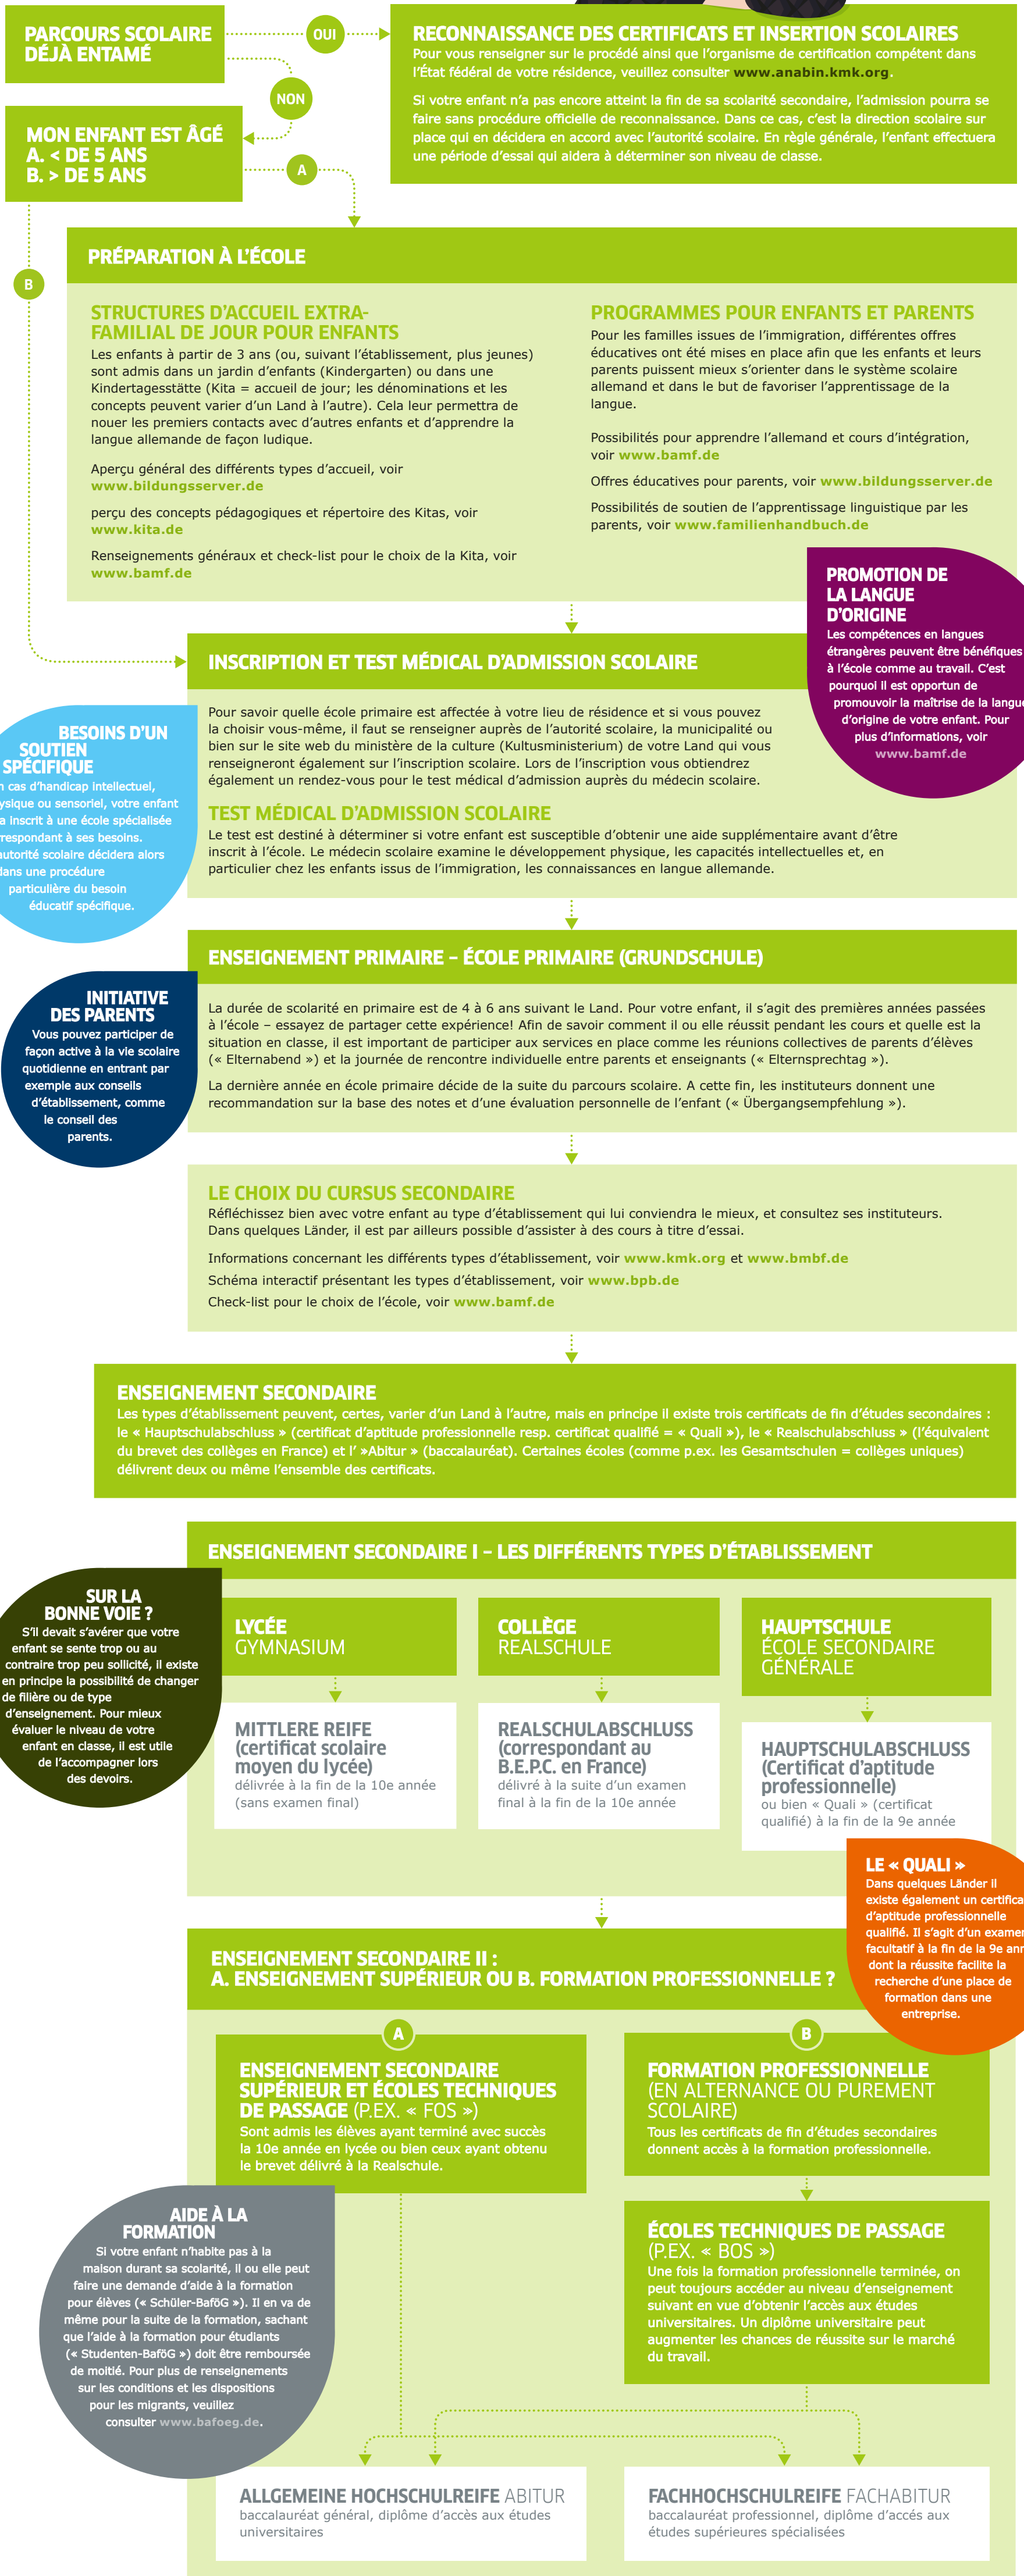 PARCOURS SCOLAIRE
DÉJÀ ENTAMÉ
OUI
NON
RECONNAISSANCE DES CERTIFICATS ET INSERTION SCOLAIRES
Pour vous renseigner sur le procédé ainsi que l’organisme de certification compétent dans
l’État fédéral de votre résidence, veuillez consulter www.anabin.kmk.org.
Si votre enfant n’a pas encore atteint la fin de sa scolarité secondaire, l’admission pourra se
faire sans procédure officielle de reconnaissance. Dans ce cas, c’est la direction scolaire sur
place qui en décidera en accord avec l’autorité scolaire. En règle générale, l’enfant effectuera
une période d’essai qui aidera à déterminer son niveau de classe.
MON ENFANT EST ÂGÉ
A. < DE 5 ANS
B. > DE 5 ANS
A
B
PRÉPARATION À L’ÉCOLE
STRUCTURES D’ACCUEIL EXTRA-
FAMILIAL DE JOUR POUR ENFANTS
Les enfants à partir de 3 ans (ou, suivant l’établissement, plus jeunes)
sont admis dans un jardin d’enfants (Kindergarten) ou dans une
Kindertagesstätte (Kita = accueil de jour; les dénominations et les
concepts peuvent varier d’un Land à l’autre). Cela leur permettra de
nouer les premiers contacts avec d’autres enfants et d’apprendre la
langue allemande de façon ludique.
Aperçu général des différents types d’accueil, voir
www.bildungsserver.de
perçu des concepts pédagogiques et répertoire des Kitas, voir
www.kita.de
Renseignements généraux et check-list pour le choix de la Kita, voir
www.bamf.de
PROGRAMMES POUR ENFANTS ET PARENTS
Pour les familles issues de l’immigration, différentes offres
éducatives ont été mises en place afin que les enfants et leurs
parents puissent mieux s’orienter dans le système scolaire
allemand et dans le but de favoriser l’apprentissage de la
langue.
Possibilités pour apprendre l’allemand et cours d’intégration,
voir www.bamf.de
Offres éducatives pour parents, voir www.bildungsserver.de
Possibilités de soutien de l’apprentissage linguistique par les
parents, voir www.familienhandbuch.de
PROMOTION DE
LA LANGUE
D’ORIGINE
Les compétences en langues
étrangères peuvent être bénéfiques
à l’école comme au travail. C’est
pourquoi il est opportun de
promouvoir la maîtrise de la langue
d’origine de votre enfant. Pour
plus d’informations, voir
www.bamf.de
INSCRIPTION ET TEST MÉDICAL D’ADMISSION SCOLAIRE
Pour savoir quelle école primaire est affectée à votre lieu de résidence et si vous pouvez
la choisir vous-même, il faut se renseigner auprès de l’autorité scolaire, la municipalité ou
bien sur le site web du ministère de la culture (Kultusministerium) de votre Land qui vous
renseigneront également sur l’inscription scolaire. Lors de l’inscription vous obtiendrez
également un rendez-vous pour le test médical d’admission auprès du médecin scolaire.
TEST MÉDICAL D’ADMISSION SCOLAIRE
Le test est destiné à déterminer si votre enfant est susceptible d’obtenir une aide supplémentaire avant d’être
inscrit à l’école. Le médecin scolaire examine le développement physique, les capacités intellectuelles et, en
particulier chez les enfants issus de l’immigration, les connaissances en langue allemande.
BESOINS D’UN
SOUTIEN
SPÉCIFIQUE
n cas d’handicap intellectuel,
ysique ou sensoriel, votre enfant
a inscrit à une école spécialisée
respondant à ses besoins.
autorité scolaire décidera alors
dans une procédure
particulière du besoin
éducatif spécifique.
ENSEIGNEMENT PRIMAIRE – ÉCOLE PRIMAIRE (GRUNDSCHULE)
La durée de scolarité en primaire est de 4 à 6 ans suivant le Land. Pour votre enfant, il s’agit des premières années passées
à l’école – essayez de partager cette expérience! Afin de savoir comment il ou elle réussit pendant les cours et quelle est la
situation en classe, il est important de participer aux services en place comme les réunions collectives de parents d’élèves
(« Elternabend ») et la journée de rencontre individuelle entre parents et enseignants (« Elternsprechtag »).
La dernière année en école primaire décide de la suite du parcours scolaire. A cette fin, les instituteurs donnent une
recommandation sur la base des notes et d’une évaluation personnelle de l’enfant (« Übergangsempfehlung »).
INITIATIVE
DES PARENTS
Vous pouvez participer de
façon active à la vie scolaire
quotidienne en entrant par
exemple aux conseils
d’établissement, comme
le conseil des
parents.
LE CHOIX DU CURSUS SECONDAIRE
Réfléchissez bien avec votre enfant au type d’établissement qui lui conviendra le mieux, et consultez ses instituteurs.
Dans quelques Länder, il est par ailleurs possible d’assister à des cours à titre d’essai.
Informations concernant les différents types d’établissement, voir www.kmk.org et www.bmbf.de
Schéma interactif présentant les types d’établissement, voir www.bpb.de
Check-list pour le choix de l’école, voir www.bamf.de
ENSEIGNEMENT SECONDAIRE
Les types d’établissement peuvent, certes, varier d’un Land à l’autre, mais en principe il existe trois certificats de fin d’études secondaires :
le « Hauptschulabschluss » (certificat d’aptitude professionnelle resp. certificat qualifié = « Quali »), le « Realschulabschluss » (l’équivalent
du brevet des collèges en France) et l’ »Abitur » (baccalauréat). Certaines écoles (comme p.ex. les Gesamtschulen = collèges uniques)
délivrent deux ou même l’ensemble des certificats.
ENSEIGNEMENT SECONDAIRE I – LES DIFFÉRENTS TYPES D’ÉTABLISSEMENT
SUR LA
BONNE VOIE ?
S’il devait s’avérer que votre
enfant se sente trop ou au
contraire trop peu sollicité, il existe
en principe la possibilité de changer
de filière ou de type
d’enseignement. Pour mieux
évaluer le niveau de votre
enfant en classe, il est utile
de l’accompagner lors
des devoirs.
LYCÉE
GYMNASIUM
MITTLERE REIFE
(certificat scolaire
moyen du lycée)
délivrée à la fin de la 10e année
(sans examen final)
COLLÈGE
REALSCHULE
REALSCHULABSCHLUSS
(correspondant au
B.E.P.C. en France)
délivré à la suite d’un examen
final à la fin de la 10e année
HAUPTSCHULE
ÉCOLE SECONDAIRE
GÉNÉRALE
HAUPTSCHULABSCHLUSS
(Certificat d’aptitude
professionnelle)
ou bien « Quali » (certificat
qualifié) à la fin de la 9e année
LE « QUALI »
Dans quelques Länder il
existe également un certifica
d’aptitude professionnelle
qualifié. Il s’agit d’un examen
facultatif à la fin de la 9e ann
dont la réussite facilite la
recherche d’une place de
formation dans une
entreprise.
ENSEIGNEMENT SECONDAIRE II :
A. ENSEIGNEMENT SUPÉRIEUR OU B. FORMATION PROFESSIONNELLE ?
A
ENSEIGNEMENT SECONDAIRE
SUPÉRIEUR ET ÉCOLES TECHNIQUES
DE PASSAGE (P.EX. « FOS »)
Sont admis les élèves ayant terminé avec succès
la 10e année en lycée ou bien ceux ayant obtenu
le brevet délivré à la Realschule.
B
FORMATION PROFESSIONNELLE
(EN ALTERNANCE OU PUREMENT
SCOLAIRE)
Tous les certificats de fin d’études secondaires
donnent accès à la formation professionnelle.
ÉCOLES TECHNIQUES DE PASSAGE
(P.EX. « BOS »)
Une fois la formation professionnelle terminée, on
peut toujours accéder au niveau d’enseignement
suivant en vue d’obtenir l’accès aux études
universitaires. Un diplôme universitaire peut
augmenter les chances de réussite sur le marché
du travail.
AIDE À LA
FORMATION
Si votre enfant n’habite pas à la
maison durant sa scolarité, il ou elle peut
faire une demande d’aide à la formation
pour élèves (« Schüler-BaföG »). Il en va de
même pour la suite de la formation, sachant
que l’aide à la formation pour étudiants
(« Studenten-BaföG ») doit être remboursée
de moitié. Pour plus de renseignements
sur les conditions et les dispositions
pour les migrants, veuillez
consulter www.bafoeg.de.
ALLGEMEINE HOCHSCHULREIFE ABITUR
baccalauréat général, diplôme d’accès aux études
universitaires
FACHHOCHSCHULREIFE FACHABITUR
baccalauréat professionnel, diplôme d’accés aux
études supérieures spécialisées